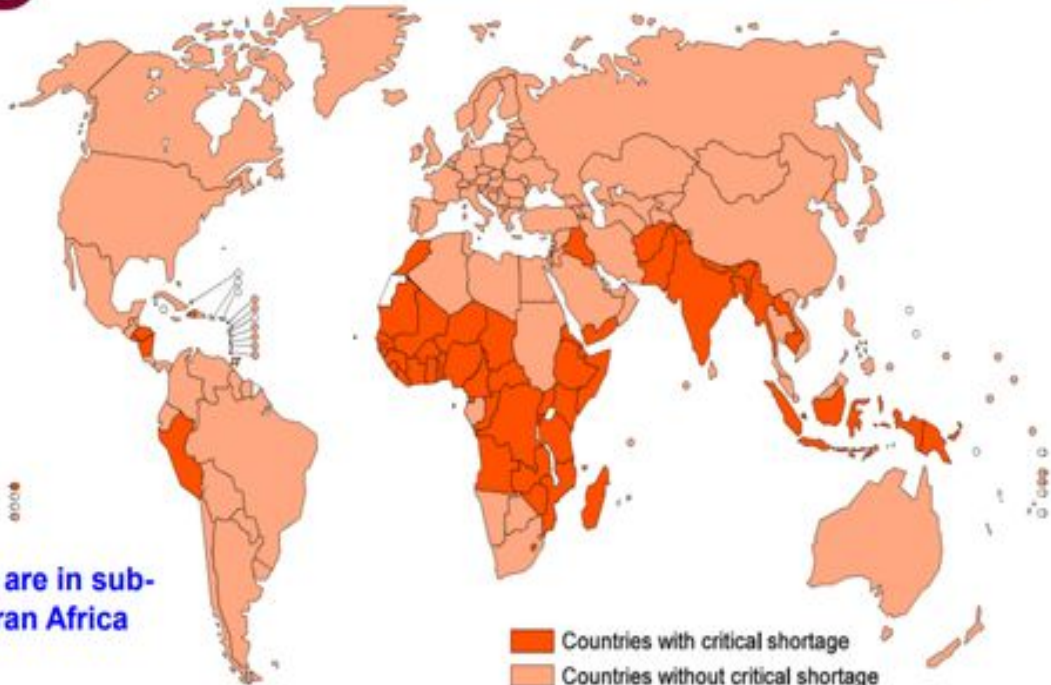 are in sub-
ran Africa
Countries with critical shortage
Countries without critical shortage